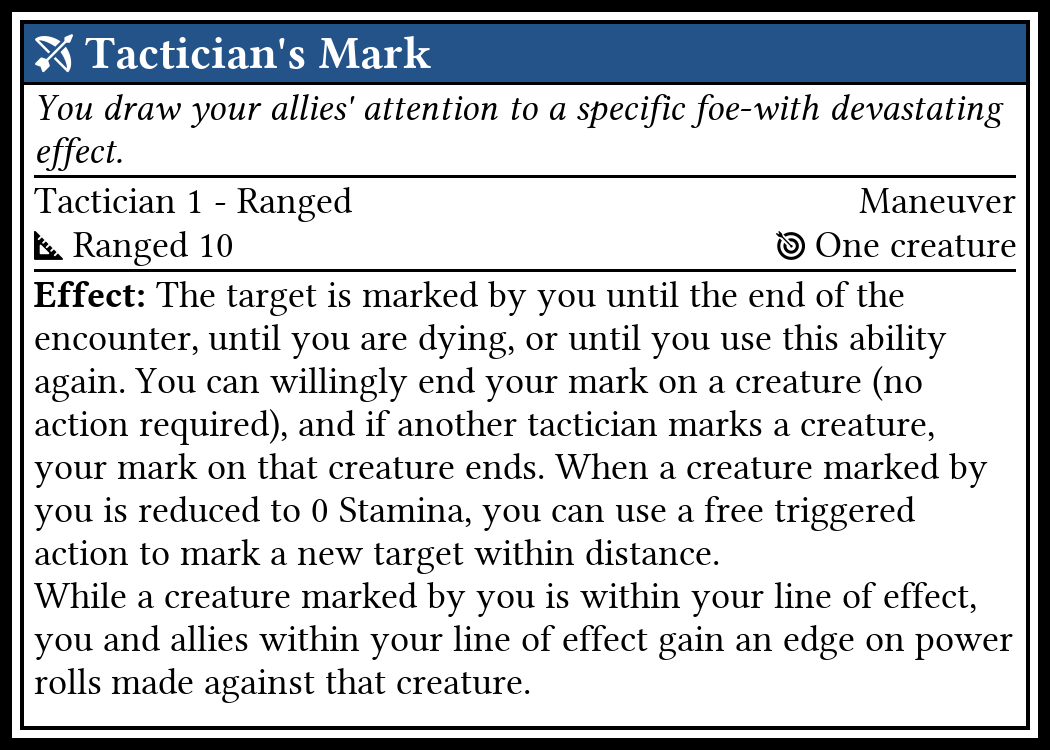 Tactician's Mark
You draw your allies' attention to a specific foe-with devastating
effect.
Tactician 1 - Ranged Maneuver
Ranged 10 One creature
Effect: The target is marked by you until the end of the
encounter, until you are dying, or until you use this ability
again. You can willingly end your mark on a creature (no
action required), and if another tactician marks a creature,
your mark on that creature ends. When a creature marked by
you is reduced to 0 Stamina, you can use a free triggered
action to mark a new target within distance.
While a creature marked by you is within your line of effect,
you and allies within your line of effect gain an edge on power
rolls made against that creature.